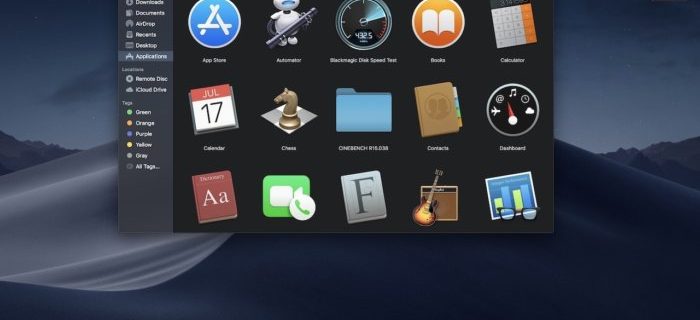 Downloads
Documents
AirDrop
Recents
Desktop
Applications
Locations
Remote Disc
iCloud Drive
Tags
Green
Orange
Purple
Yellow
Gray
All Tags...
432.5
App Store
Automator
Blackmagic Disk Speed Test
Books
Calculator
JUL
17
Calendar
Chess
CINEBENCH R15.038
Contacts
Dashboard
Dictionary
Aa
F